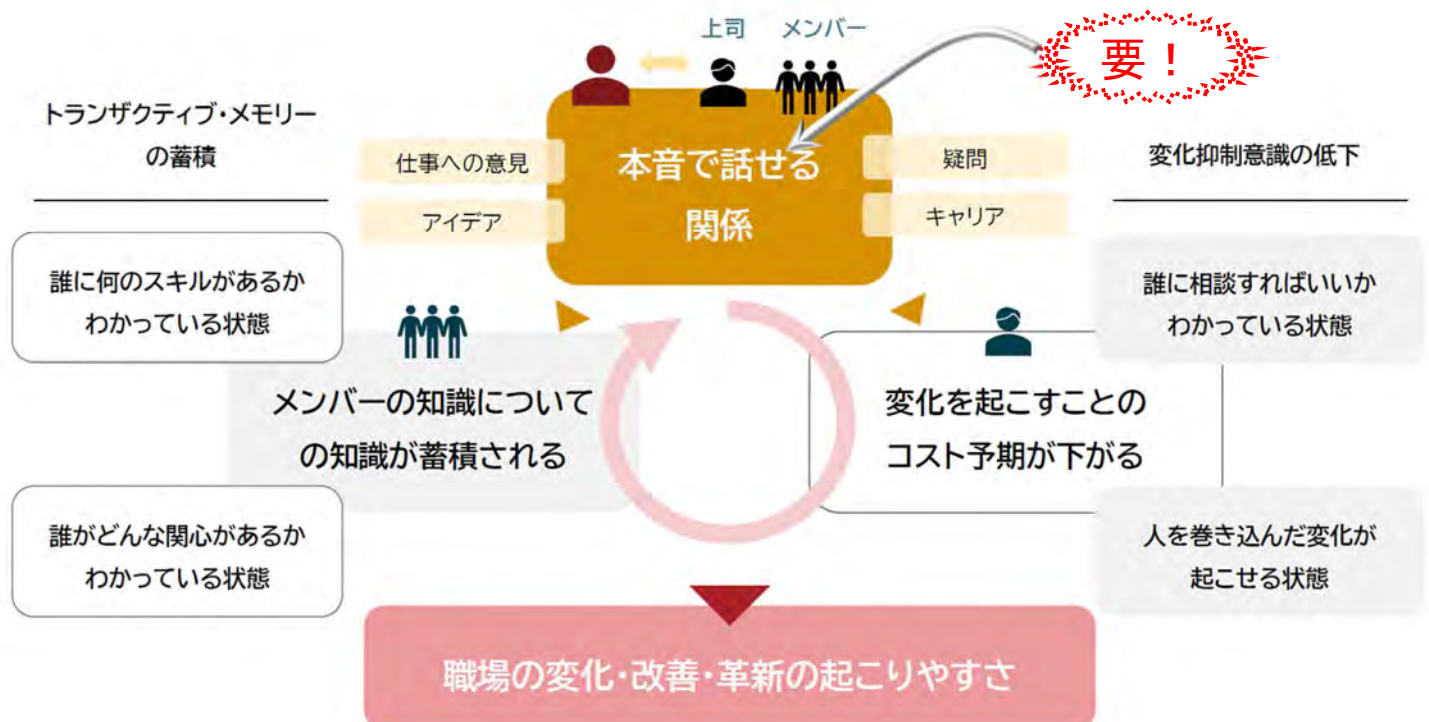 上司 メンバー
要！
トランザクティブ・メモリー
の蓄積
仕事への意見
アイデア
本音で話せる
関係
疑問
キャリア
変化抑制意識の低下
誰に何のスキルがあるか
わかっている状態
誰に相談すればいいか
わかっている状態
メンバーの知識について
の知識が蓄積される
変化を起こすことの
コスト予期が下がる
誰がどんな関心があるか
わかっている状態
人を巻き込んだ変化が
起こせる状態
職場の変化・改善・革新の起こりやすさ